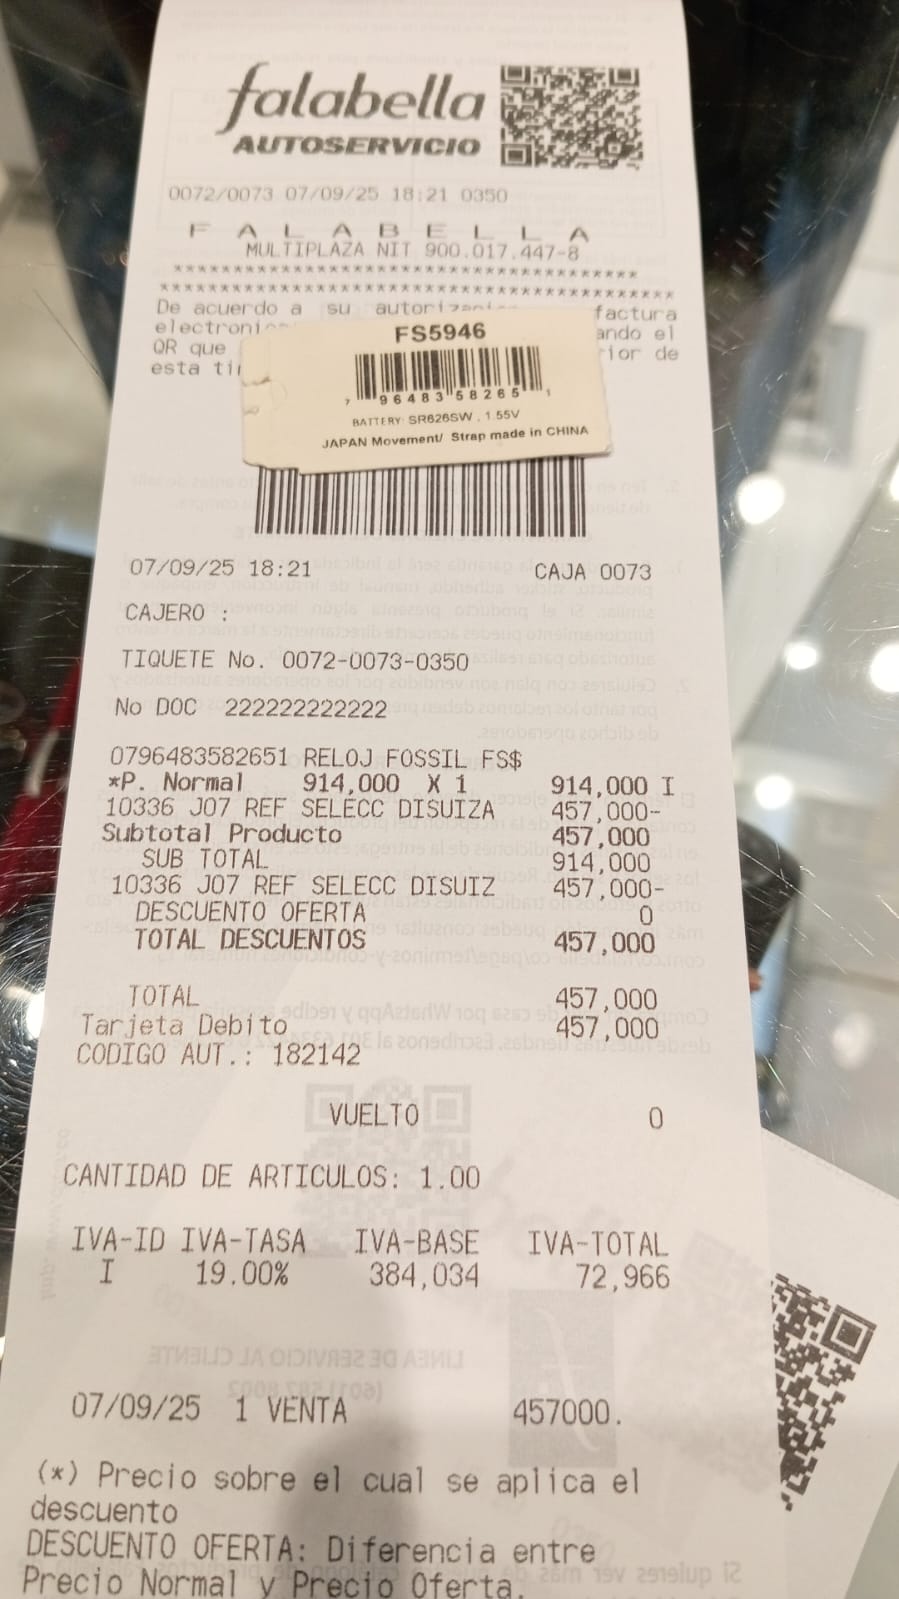 falabella
AUTOSERVICIO
0072/0073 07/09/25 18:21 0350
F A L A B E L L A
MULTIPLAZA NIT 900.017.447-8
*************************************
*****************************************
De acuerdo a su factura
ando el
QR que rior de
esta
FS5946
7 96483 58265 1
BATTERY: SR626SW , 1.55V
JAPAN Movement/ Strap made in CHINA
07/09/25 18:21 CAJA 0073
CAJERO :
TIQUETE No. 0072-0073-0350
No DOC 222222222222
0796483582651 RELOJ FOSSIL FS$
*P. Normal 914,000 X 1 914,000 I
10336 J07 REF SELECC DISUIZA 457,000-
Subtotal Producto 457,000
SUB TOTAL 914,000
10336 J07 REF SELECC DISUIZ 457,000-
DESCUENTO OFERTA 0
TOTAL DESCUENTOS 457,000
TOTAL 457,000
Tarjeta Debito 457,000
CODIGO AUT.: 182142
VUELTO 0
CANTIDAD DE ARTICULOS: 1.00
IVA-ID IVA-TASA IVA-BASE IVA-TOTAL
I 19.00% 384,034 72,966
LINEA DE SERVICIO AL CLIENTE
07/09/25 1 VENTA 457000.
(*) Precio sobre el cual se aplica el
descuento
DESCUENTO OFERTA: Diferencia entre
Precio Normal y Precio Oferta.